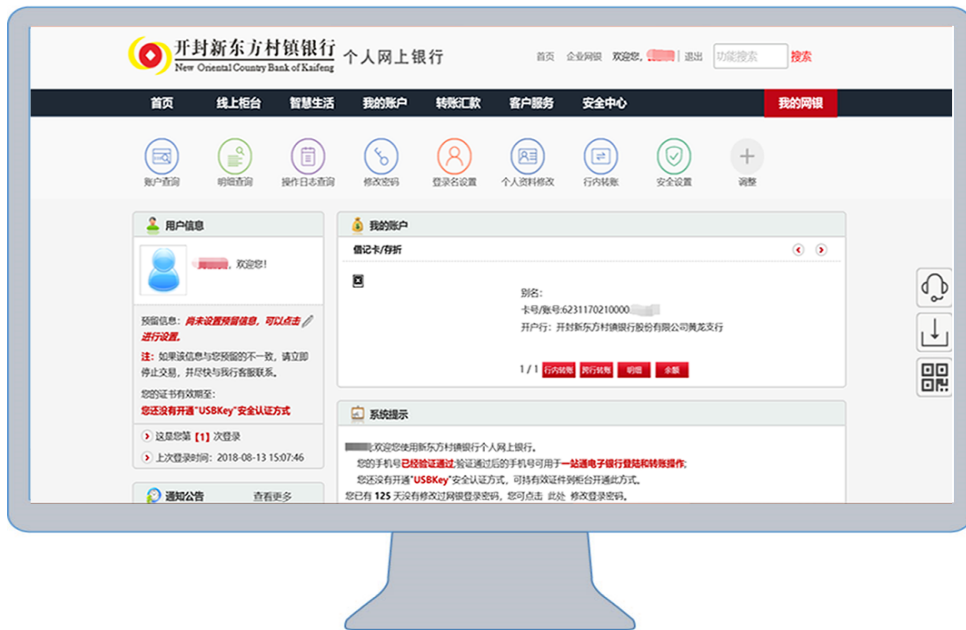 开封新东方村镇银行 个人网上银行
New Oriental Country Bank of Kaifeng
首页 企业网银 欢迎您, | 退出 功能搜索 搜索
首页 线上柜台 智慧生活 我的账户 转账汇款 客户服务 安全中心 我的网银
账户查询 明细查询 操作日志查询 修改密码 登录名设置 个人资料修改 行内转账 安全设置 调整
用户信息
, 欢迎您!
预留信息: 尚未设置预留信息, 可以点击
进行设置。
注: 如果该信息与您预留的不一致, 请立即
停止交易, 并尽快与我行客服联系。
您的证书有效期至:
您还没有开通"USBKey"安全认证方式
这是您第【1】次登录
上次登录时间: 2018-08-13 15:07:46
通知公告 查看更多
我的账户
借记卡/存折
别名:
卡号/账号:6231170210000
开户行: 开封新东方村镇银行股份有限公司黄龙支行
1 / 1 行内转账 跨行转账 明细 余额
系统提示
;欢迎您使用新东方村镇银行个人网上银行。
您的手机号已经验证通过;验证通过后的手机号可用于一站通电子银行登陆和转账操作;
您还没有开通"USBKey"安全认证方式, 可持有效证件到柜台开通此方式。
您已有 125 天没有修改过网银登录密码, 您可点击 此处 修改登录密码。